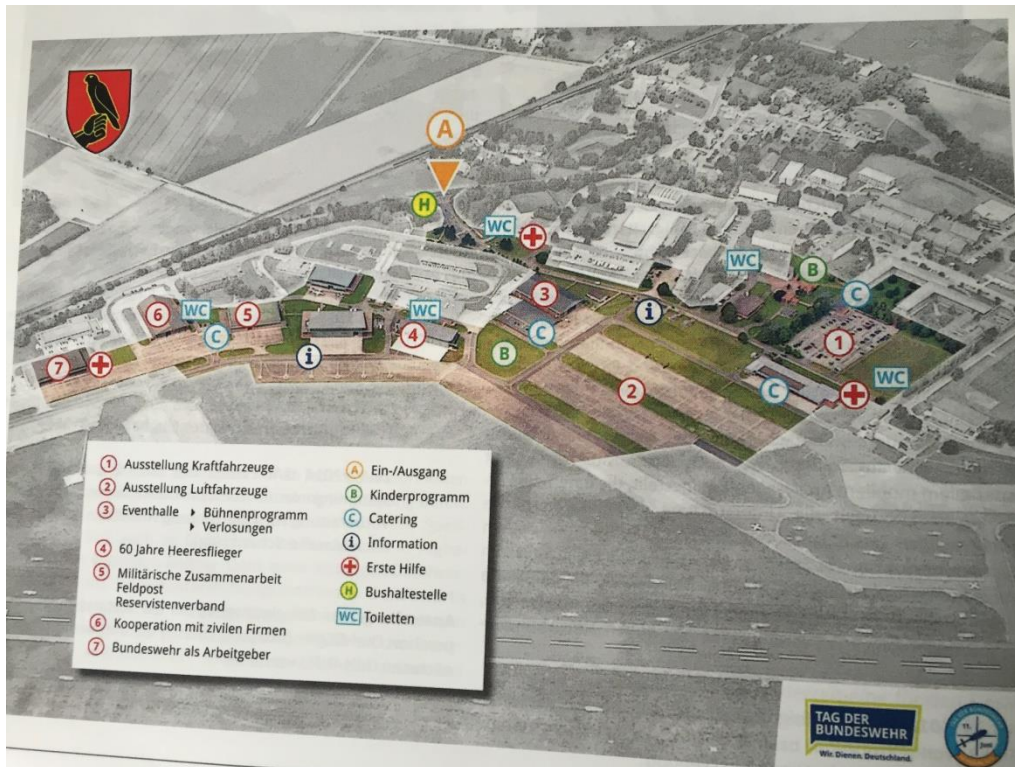 A
H
WC
WC
B
3
C
6
WC
5
WC
i
C
C
4
1
7
i
B
2
C
WC
1 Ausstellung Kraftfahrzeuge
2 Ausstellung Luftfahrzeuge
3 Eventhalle ▸ Bühnenprogramm
▸ Verlosungen
4 60 Jahre Heeresflieger
5 Militärische Zusammenarbeit
Feldpost
Reservistenverband
6 Kooperation mit zivilen Firmen
7 Bundeswehr als Arbeitgeber
A Ein-/Ausgang
B Kinderprogramm
C Catering
i Information
Erste Hilfe
H Bushaltestelle
WC Toiletten
TAG DER
BUNDESWEHR
Wir. Dienen. Deutschland.
11.
Juni